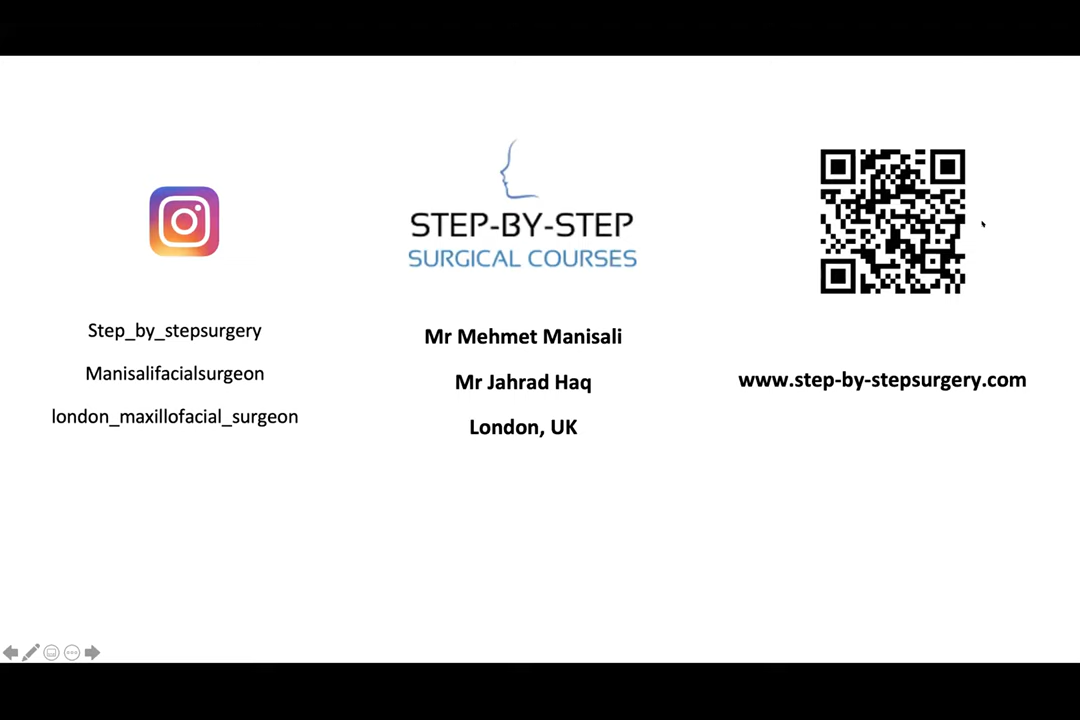 Step_by_stepsurgery
Manisalifacialsurgeon
london_maxillofacial_surgeon
STEP-BY-STEP
SURGICAL COURSES
Mr Mehmet Manisali
Mr Jahrad Haq
London, UK
www.step-by-stepsurgery.com